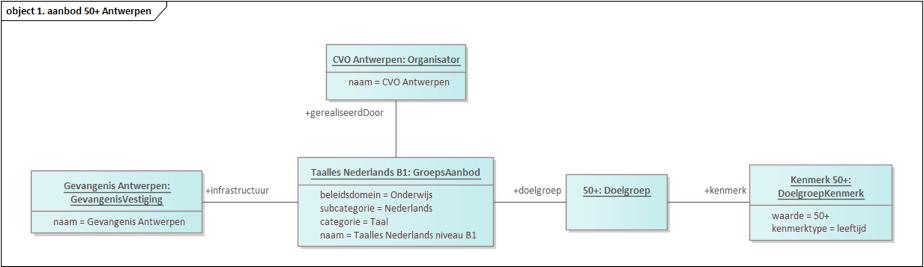 object 1. aanbod 50+ Antwerpen
CVO Antwerpen: Organisator
naam = CVO Antwerpen
+gerealiseerdDoor
Gevangenis Antwerpen:
GevangenisVestiging
naam = Gevangenis Antwerpen
+infrastructuur
Taalles Nederlands B1: GroepsAanbod
beleidsdomein = Onderwijs
subcategorie = Nederlands
categorie = Taal
naam = Taalles Nederlands niveau B1
+doelgroep
50+: Doelgroep
+kenmerk
Kenmerk 50+:
DoelgroepKenmerk
waarde = 50+
kenmerktype = leeftijd